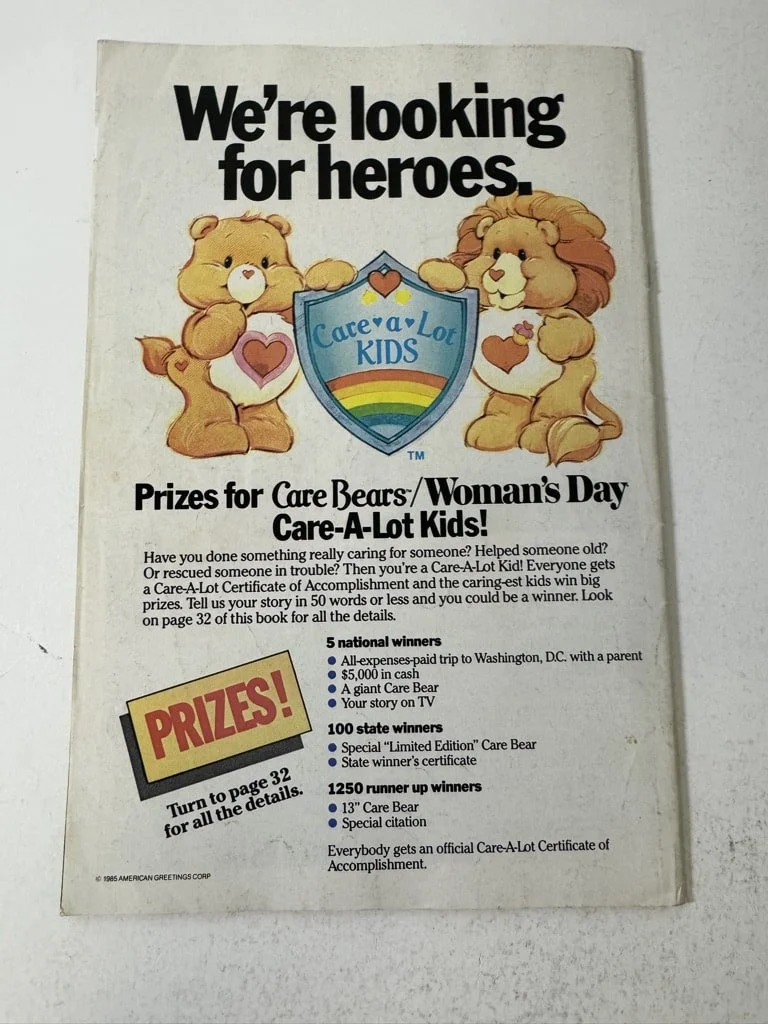 We're looking
for heroes.
Care♥a♥Lot
KIDS
TM
Prizes for Care Bears™/Woman's Day
Care-A-Lot Kids!
Have you done something really caring for someone? Helped someone old?
Or rescued someone in trouble? Then you're a Care-A-Lot Kid! Everyone gets
a Care-A-Lot Certificate of Accomplishment and the caring-est kids win big
prizes. Tell us your story in 50 words or less and you could be a winner. Look
on page 32 of this book for all the details.
PRIZES!
Turn to page 32
for all the details.
5 national winners
● All-expenses-paid trip to Washington, D.C. with a parent
● $5,000 in cash
● A giant Care Bear
● Your story on TV
100 state winners
● Special "Limited Edition" Care Bear
● State winner's certificate
1250 runner up winners
● 13" Care Bear
● Special citation
Everybody gets an official Care-A-Lot Certificate of
Accomplishment.
© 1985 AMERICAN GREETINGS CORP